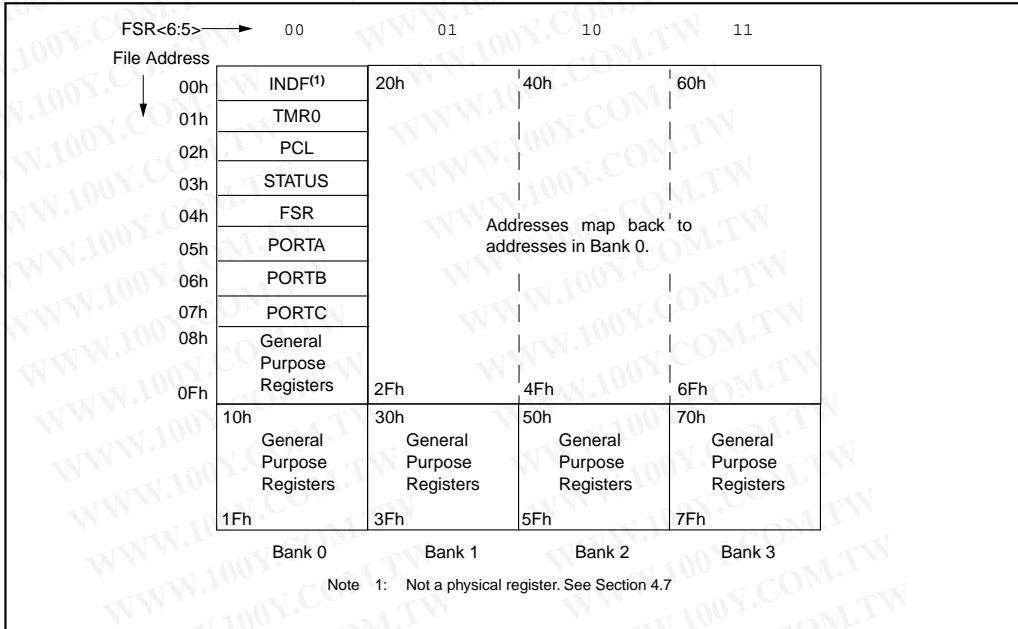 FSR<6:5> 00 01 10 11
File Address
00h INDF(1) 20h 40h 60h
01h TMR0
02h PCL
03h STATUS
04h FSR
Addresses map back to
05h PORTA
addresses in Bank 0.
06h PORTB
07h PORTC
08h General
Purpose
Registers
0Fh 2Fh 4Fh 6Fh
10h 30h 50h 70h
General General General General
Purpose Purpose Purpose Purpose
Registers Registers Registers Registers
1Fh 3Fh 5Fh 7Fh
Bank 0 Bank 1 Bank 2 Bank 3
Note 1: Not a physical register. See Section 4.7
WWW.100Y.COM.TW